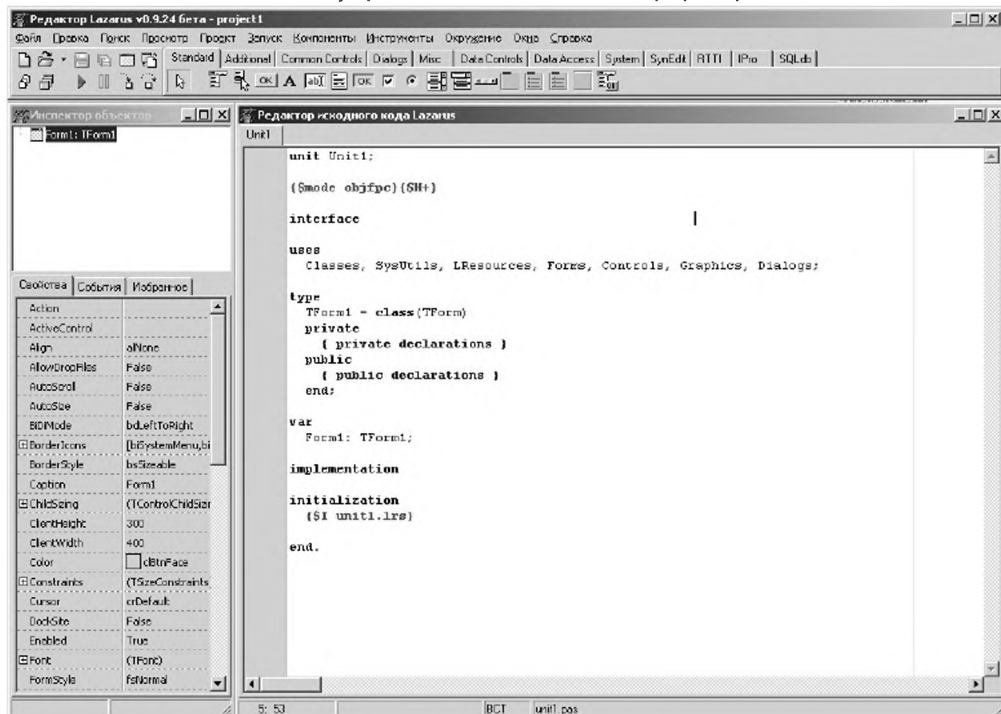 Редактор Lazarus v0.9.24 бета - project1
Файл Правка Поиск Просмотр Проект Запуск Компоненты Инструменты Окружение Окна Справка
Standard Additional Common Controls Dialogs Misc Data Controls Data Access System SynEdit RTTI IPro SQLdb
Инспектор объектов
Form1: TForm1
Свойства События Избранное
Action
ActiveControl
Align alNone
AllowDropFiles False
AutoScroll False
AutoSize False
BiDiMode bdLeftToRight
BorderIcons [biSystemMenu,bi
BorderStyle bsSizeable
Caption Form1
ChildSizing (TControlChildSizi
ClientHeight 300
ClientWidth 400
Color clBtnFace
Constraints (TSizeConstraints
Cursor crDefault
DockSite False
Enabled True
Font (TFont)
FormStyle fsNormal
Редактор исходного кода Lazarus
Unit1
unit Unit1;
{$mode objfpc}{$H+}
interface
uses
Classes, SysUtils, LResources, Forms, Controls, Graphics, Dialogs;
type
TForm1 = class(TForm)
private
{ private declarations }
public
{ public declarations }
end;
var
Form1: TForm1;
implementation
initialization
{$I unit1.lrs}
end.
5: 53 ВСТ unit1.pas